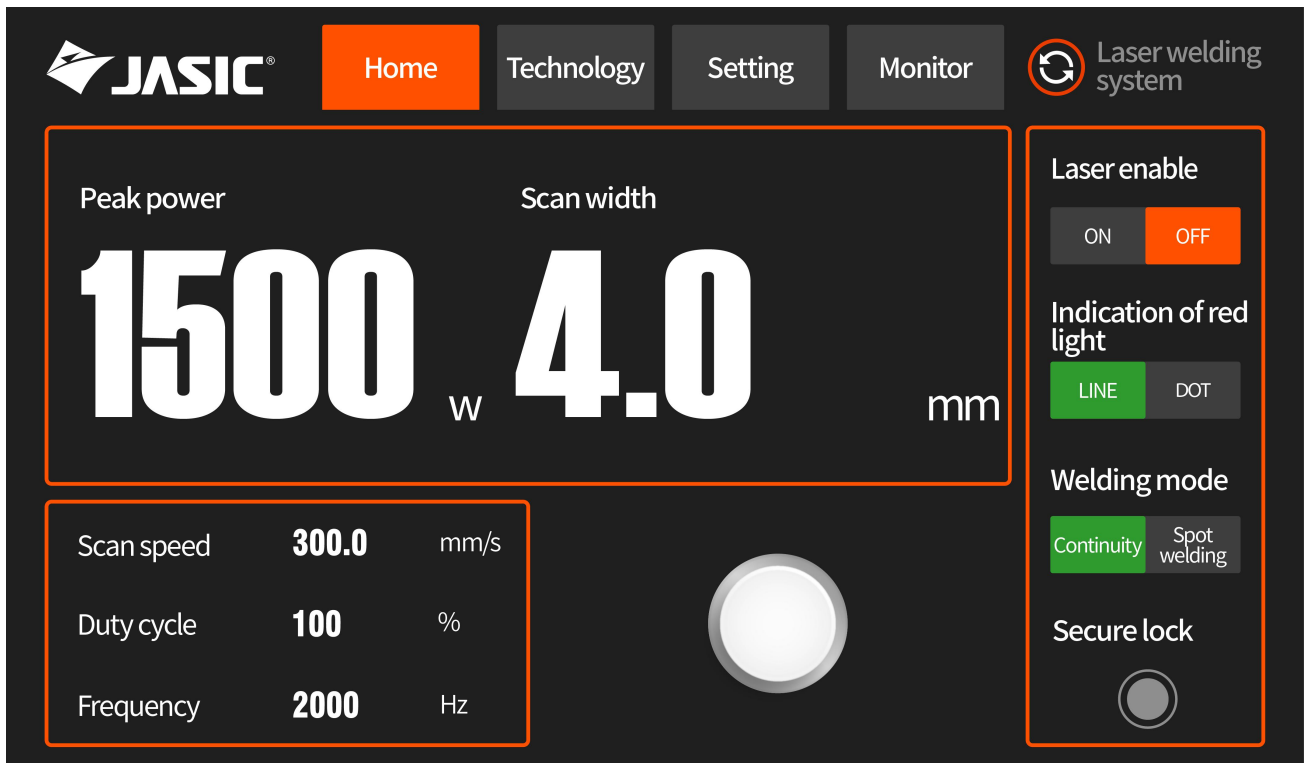 JASIC®
Home
Technology
Setting
Monitor
Laser welding
system
Peak power
Scan width
1500 w
4.0 mm
Scan speed 300.0 mm/s
Duty cycle 100 %
Frequency 2000 Hz
Laser enable
ON OFF
Indication of red
light
LINE DOT
Welding mode
Continuity
Spot
welding
Secure lock